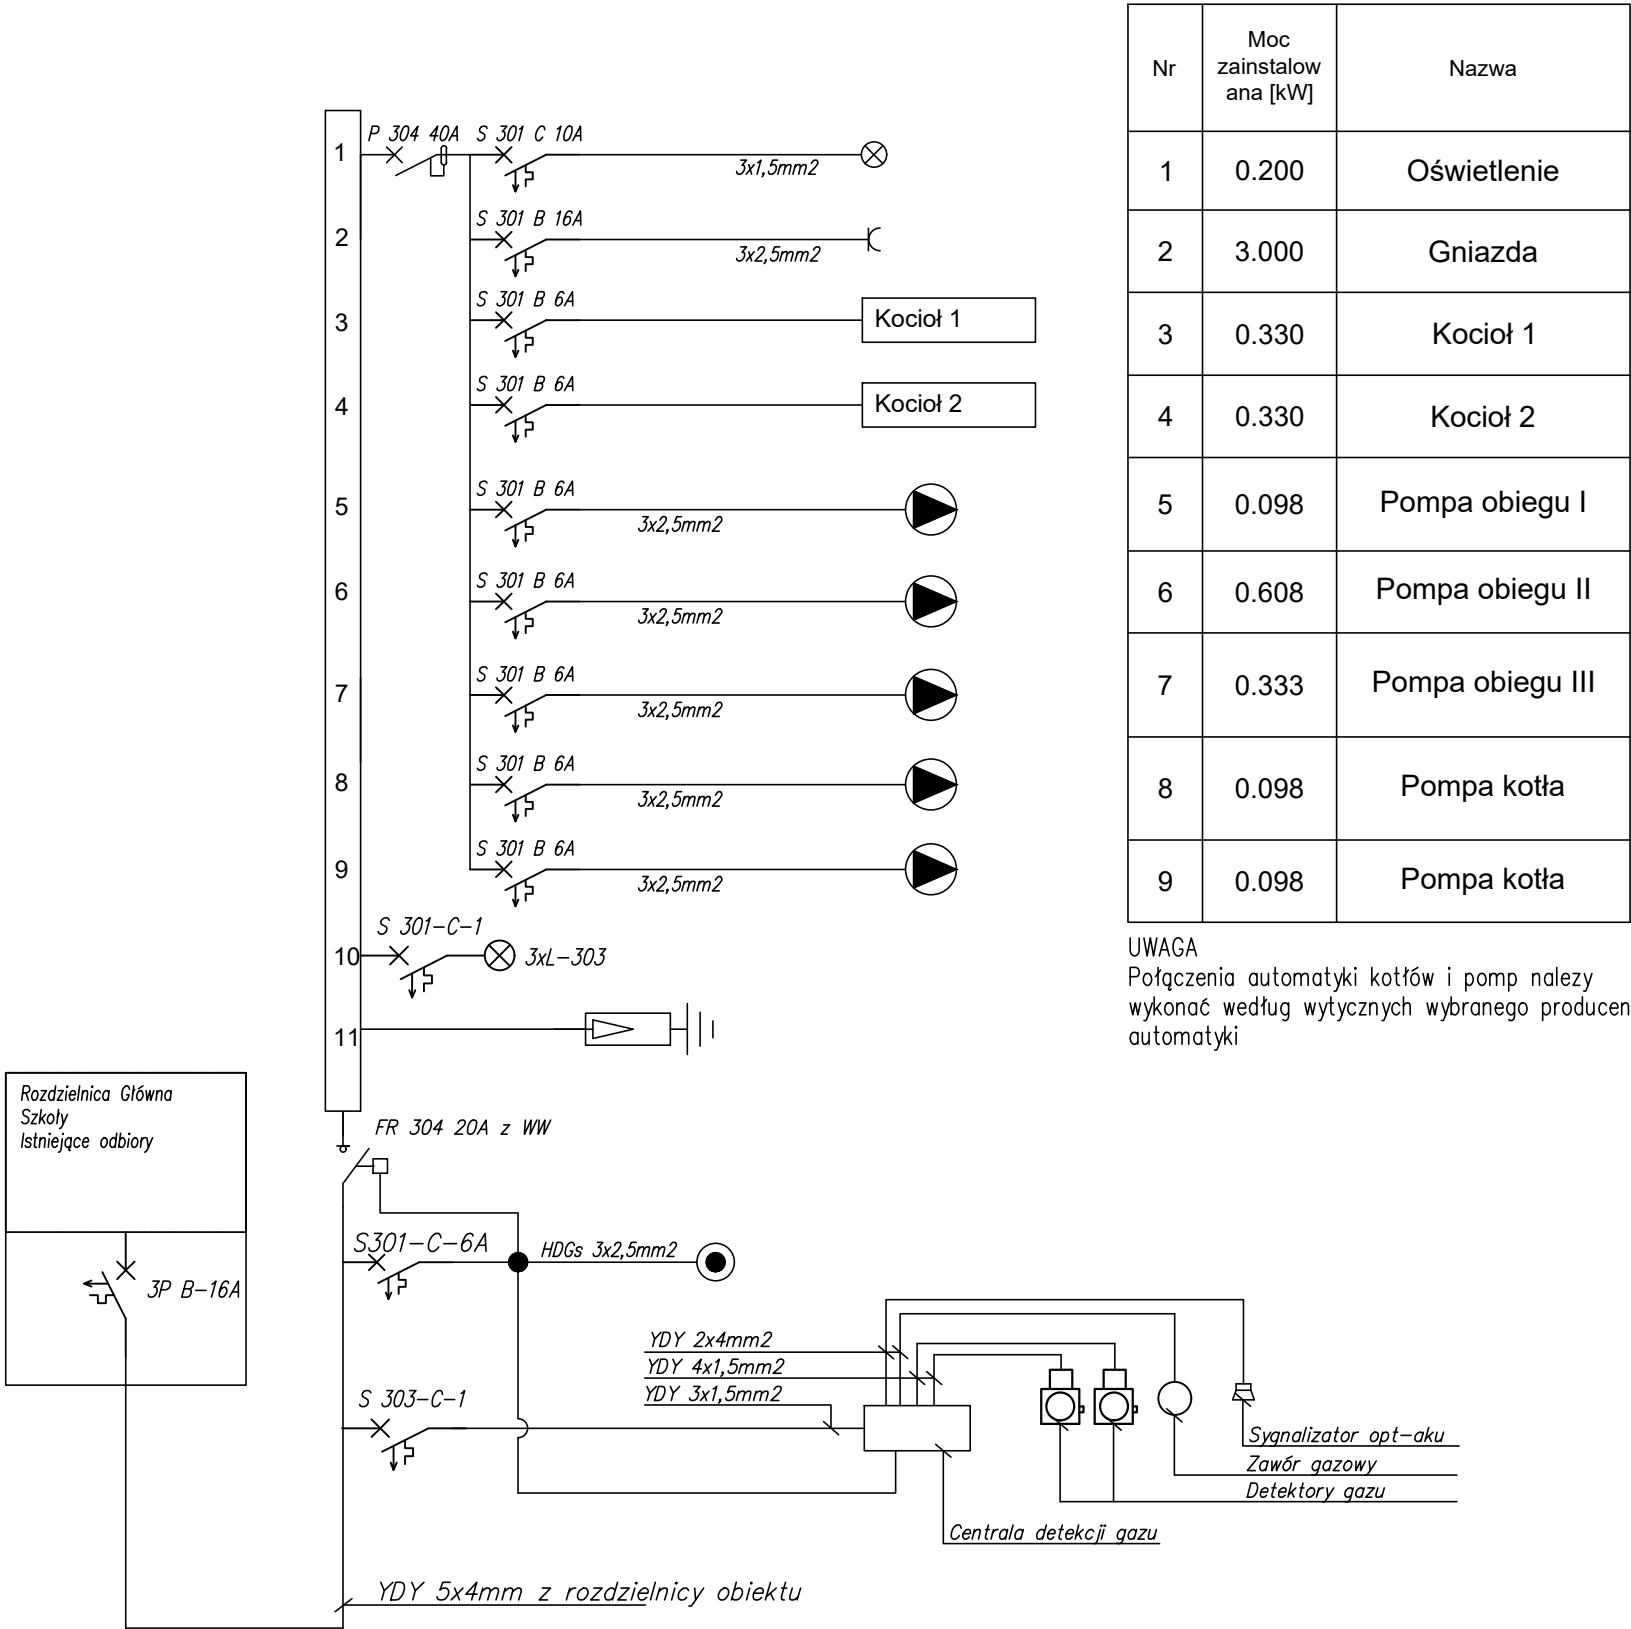 1
P 304 40A
S 301 C 10A
3x1,5mm2
2
S 301 B 16A
3x2,5mm2
3
S 301 B 6A
Kocioł 1
4
S 301 B 6A
Kocioł 2
5
S 301 B 6A
3x2,5mm2
6
S 301 B 6A
3x2,5mm2
7
S 301 B 6A
3x2,5mm2
8
S 301 B 6A
3x2,5mm2
9
S 301 B 6A
3x2,5mm2
10
S 301-C-1
3xL-303
11
Nr
Moc
zainstalow
ana [kW]
Nazwa
1 0.200 Oświetlenie
2 3.000 Gniazda
3 0.330 Kocioł 1
4 0.330 Kocioł 2
5 0.098 Pompa obiegu I
6 0.608 Pompa obiegu II
7 0.333 Pompa obiegu III
8 0.098 Pompa kotła
9 0.098 Pompa kotła
UWAGA
Połączenia automatyki kotłów i pomp nalezy
wykonać według wytycznych wybranego producen
automatyki
Rozdzielnica Główna
Szkoły
Istniejące odbiory
3P B-16A
FR 304 20A z WW
S301-C-6A
HDGs 3x2,5mm2
S 303-C-1
YDY 2x4mm2
YDY 4x1,5mm2
YDY 3x1,5mm2
Sygnalizator opt-aku
Zawór gazowy
Detektory gazu
Centrala detekcji gazu
YDY 5x4mm z rozdzielnicy obiektu